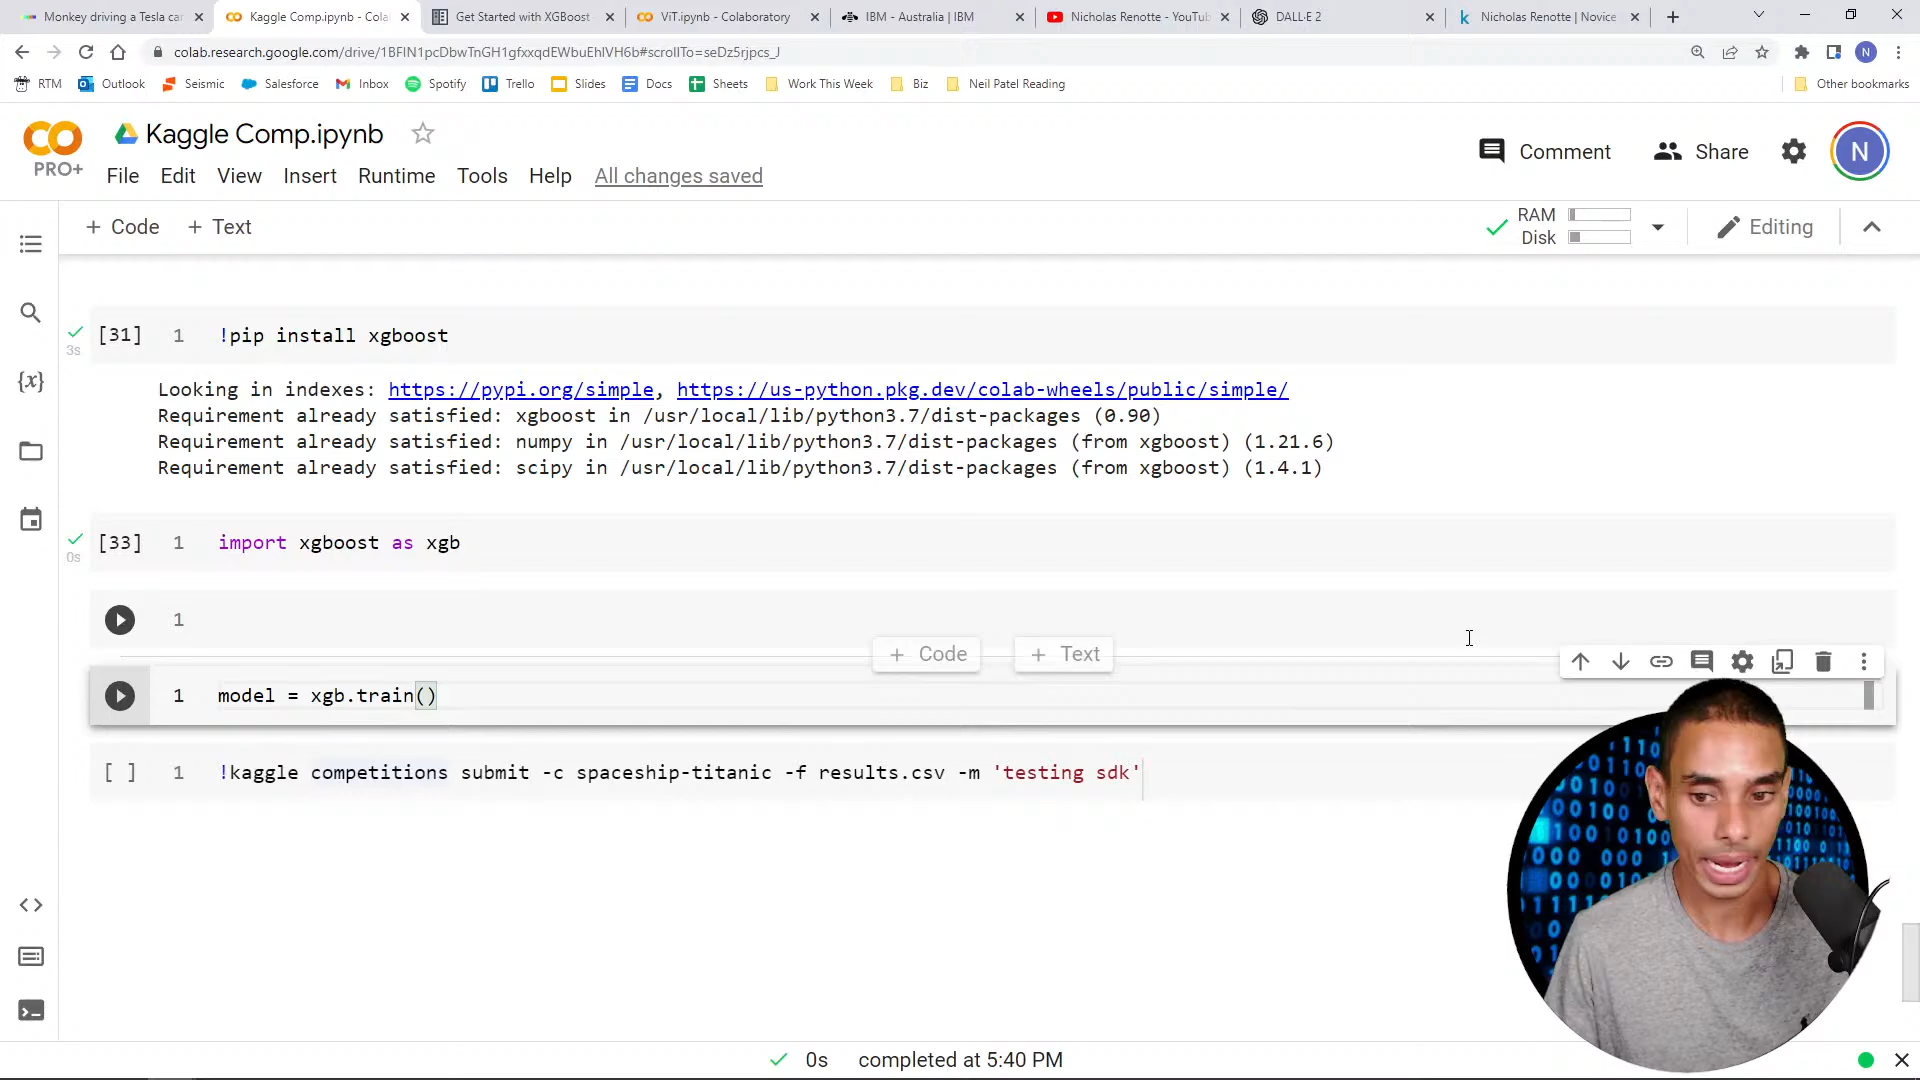 Monkey driving a Tesla car
Kaggle Comp.ipynb - Cola
Get Started with XGBoost -
ViT.ipynb - Colaboratory
IBM - Australia | IBM
Nicholas Renotte - YouTu
DALL·E 2
Nicholas Renotte | Novice
colab.research.google.com/drive/1BFIN1pcDbwTnGH1gfxxqdEWbuEhlVH6b#scrollTo=seDz5rjpcs_J
N
RTM Outlook Seismic Salesforce Inbox Spotify Trello Slides Docs Sheets Work This Week Biz Neil Patel Reading Other bookmarks
PRO+
Kaggle Comp.ipynb
Comment Share N
File Edit View Insert Runtime Tools Help All changes saved
+ Code + Text
RAM
Disk
Editing
[31] 1 !pip install xgboost
3s
Looking in indexes: https://pypi.org/simple, https://us-python.pkg.dev/colab-wheels/public/simple/
Requirement already satisfied: xgboost in /usr/local/lib/python3.7/dist-packages (0.90)
Requirement already satisfied: numpy in /usr/local/lib/python3.7/dist-packages (from xgboost) (1.21.6)
Requirement already satisfied: scipy in /usr/local/lib/python3.7/dist-packages (from xgboost) (1.4.1)
[33] 1 import xgboost as xgb
0s
1
+ Code + Text
1 model = xgb.train()
[ ] 1 !kaggle competitions submit -c spaceship-titanic -f results.csv -m 'testing sdk'
0s completed at 5:40 PM